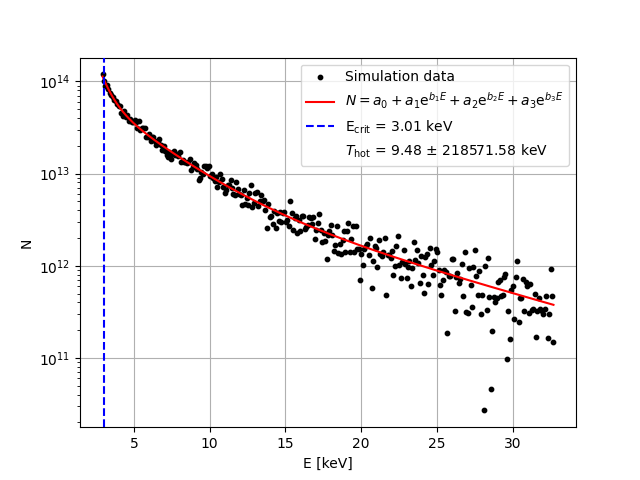 Simulation data
N = a₀ + a₁e^{b₁E} + a₂e^{b₂E} + a₃e^{b₃E}
E_crit = 3.01 keV
T_hot = 9.48 ± 218571.58 keV
10¹⁴
10¹³
10¹²
10¹¹
N
5 10 15 20 25 30
E [keV]